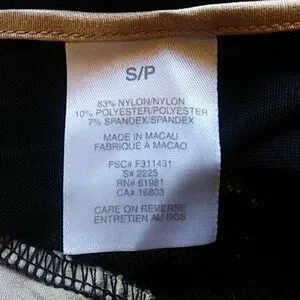 S/P
83% NYLON/NYLON
10% POLYESTER/POLYESTER
7% SPANDEX/SPANDEX
MADE IN MACAU
FABRIQUÉ À MACAO
FSC# F311431
S# 2225
RN# 61981
CA# 16803
CARE ON REVERSE
ENTRETIEN AU DOS